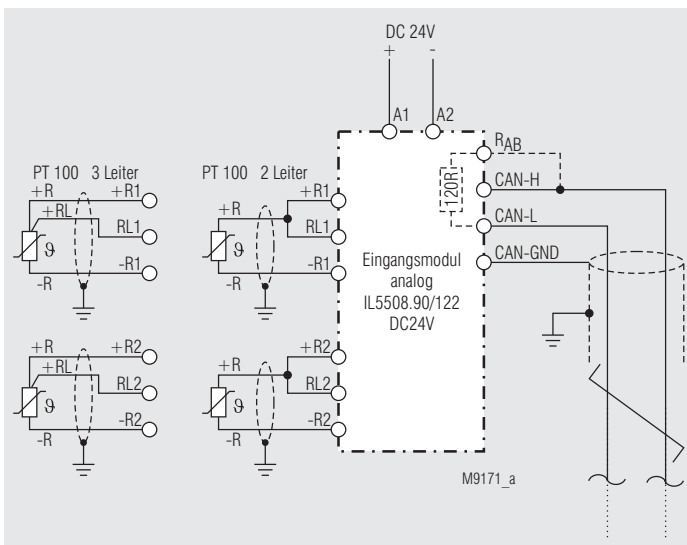 DC 24V
+ -
A1 A2
RAB
120R
CAN-H
CAN-L
CAN-GND
PT 100 3 Leiter
+R +R1
+RL
RL1
ϑ
-R1
-R
+R +R2
+RL
RL2
ϑ
-R2
-R
PT 100 2 Leiter
+R1
+R
RL1
ϑ
-R1
-R
+R2
+R
RL2
ϑ
-R2
-R
Eingangsmodul
analog
IL5508.90/122
DC24V
M9171_a